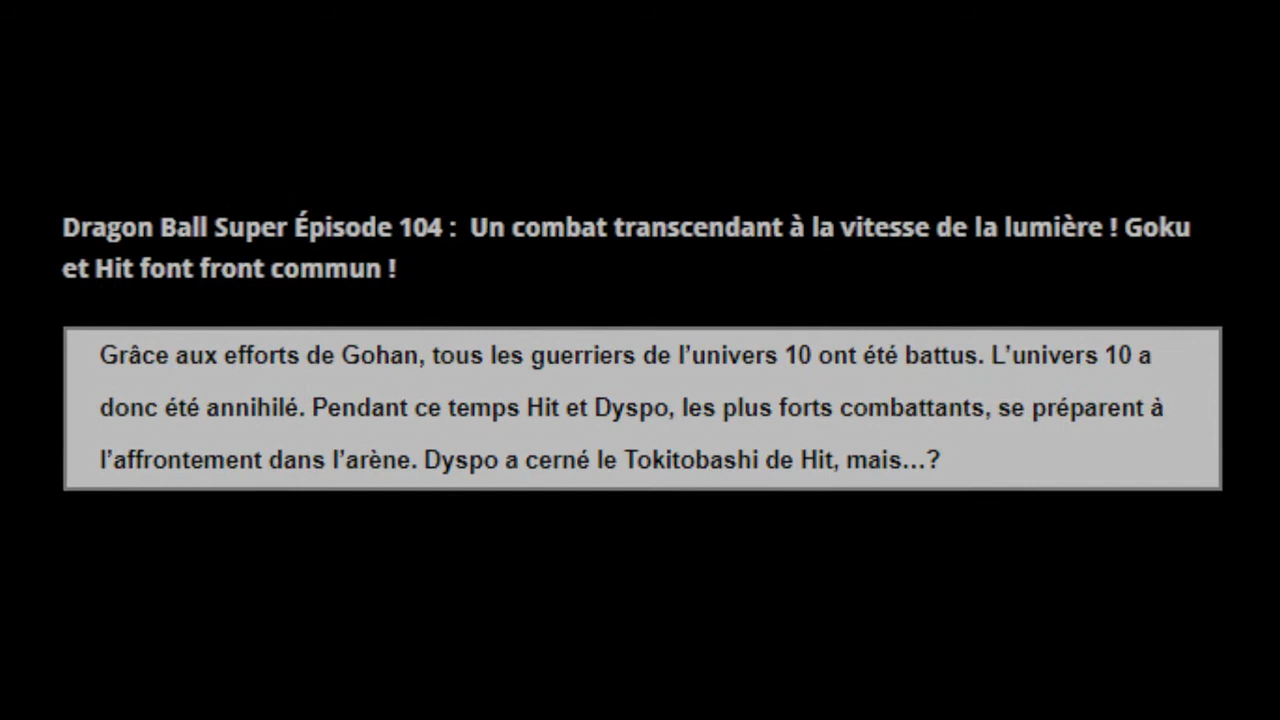 Dragon Ball Super Épisode 104 :  Un combat transcendant à la vitesse de la lumière ! Goku
et Hit font front commun !
Grâce aux efforts de Gohan, tous les guerriers de l’univers 10 ont été battus. L’univers 10 a
donc été annihilé. Pendant ce temps Hit et Dyspo, les plus forts combattants, se préparent à
l’affrontement dans l’arène. Dyspo a cerné le Tokitobashi de Hit, mais…?